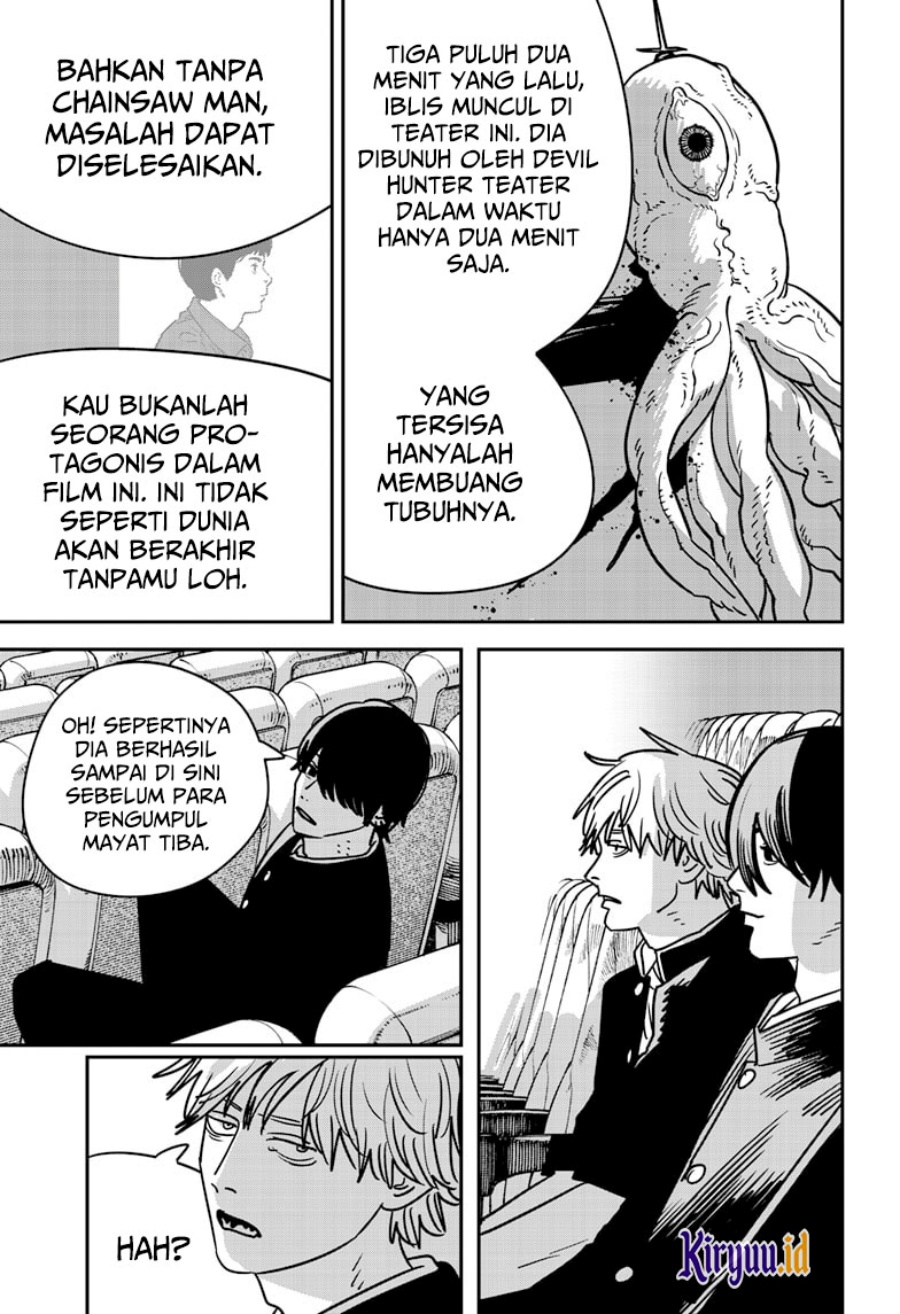 TIGA PULUH DUA
MENIT YANG LALU,
IBLIS MUNCUL DI
TEATER INI. DIA
DIBUNUH OLEH DEVIL
HUNTER TEATER
DALAM WAKTU
HANYA DUA MENIT
SAJA.
YANG
TERSISA
HANYALAH
MEMBUANG
TUBUHNYA.
BAHKAN TANPA
CHAINSAW MAN,
MASALAH DAPAT
DISELESAIKAN.
KAU BUKANLAH
SEORANG PRO-
TAGONIS DALAM
FILM INI. INI TIDAK
SEPERTI DUNIA
AKAN BERAKHIR
TANPAMU LOH.
OH! SEPERTINYA
DIA BERHASIL
SAMPAI DI SINI
SEBELUM PARA
PENGUMPUL
MAYAT TIBA.
HAH?
Kiryuu.id